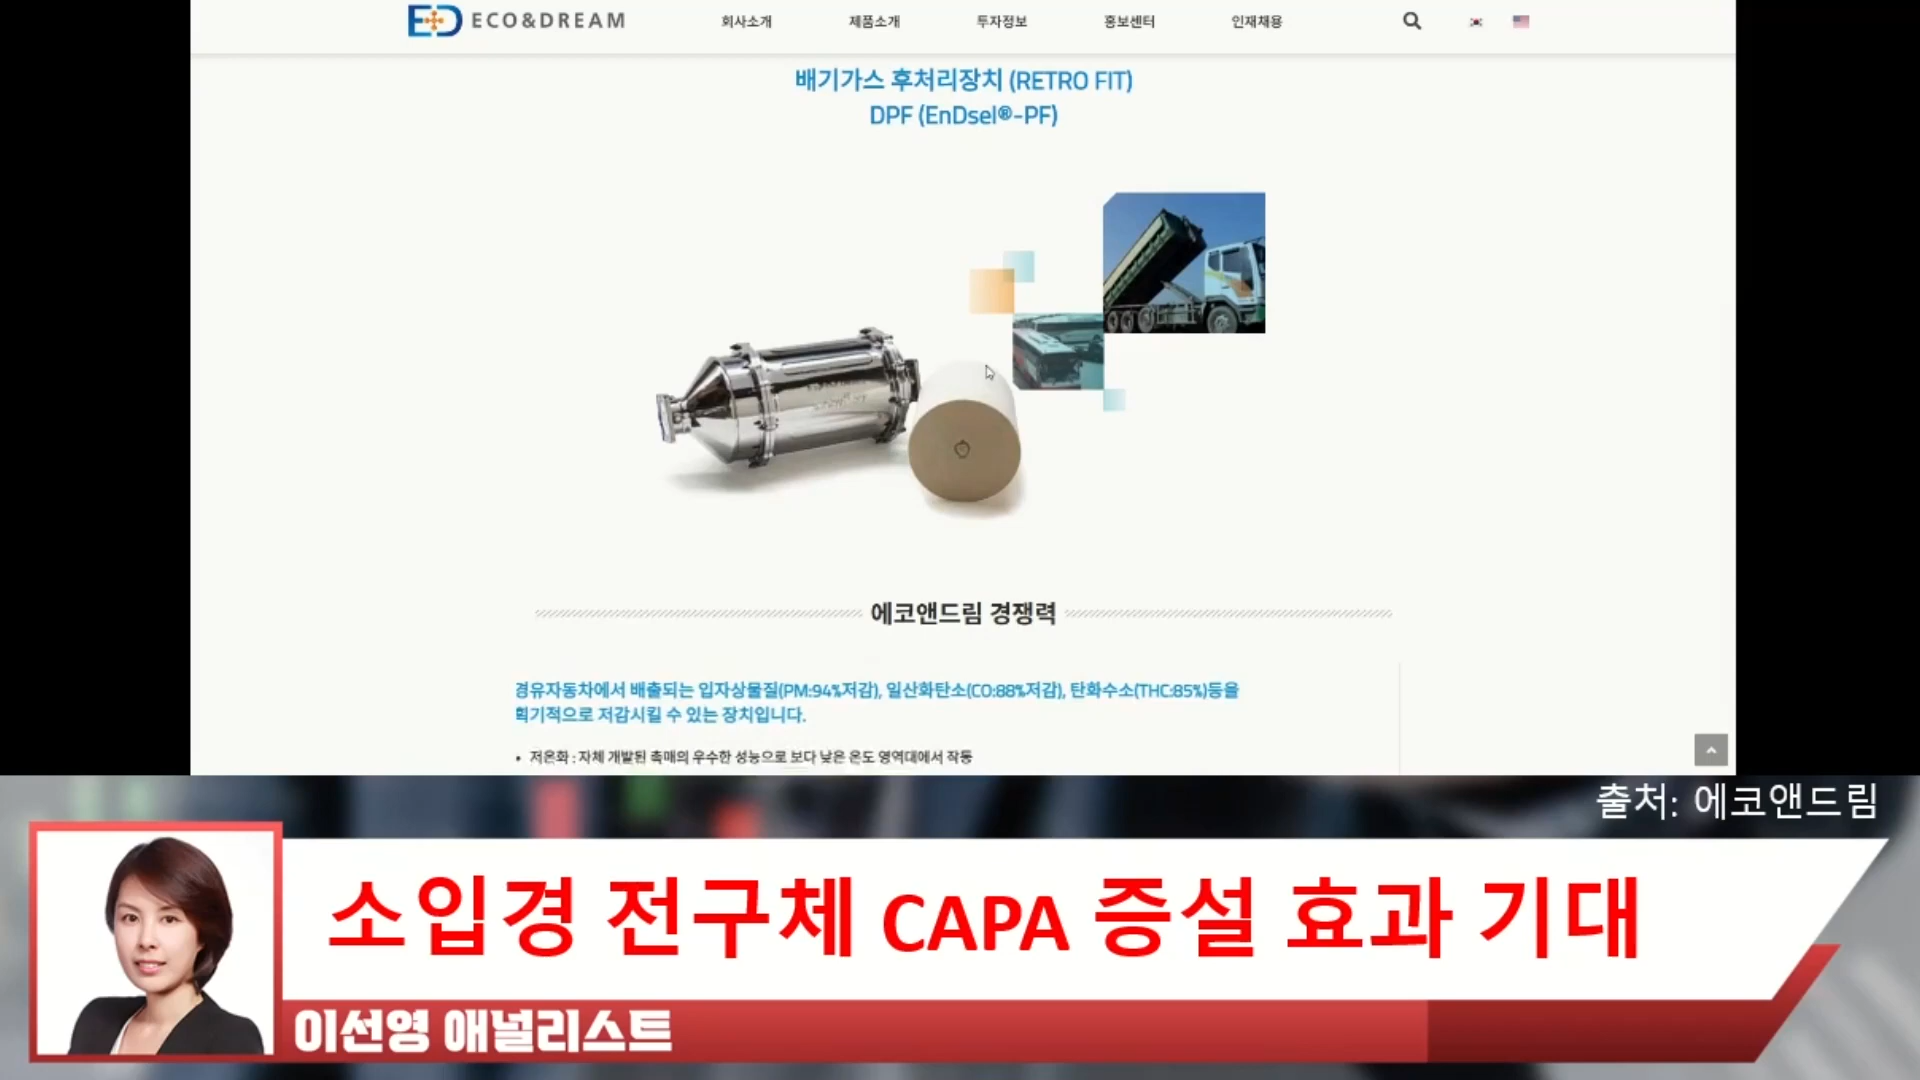 ECO&DREAM
회사소개 제품소개 투자정보 홍보센터 인재채용
배기가스 후처리장치 (RETRO FIT)
DPF (EnDsel®-PF)
에코앤드림 경쟁력
경유자동차에서 배출되는 입자상물질(PM:94%저감), 일산화탄소(CO:88%저감), 탄화수소(THC:85%)등을
획기적으로 저감시킬 수 있는 장치입니다.
• 저온화 : 자체 개발된 촉매의 우수한 성능으로 보다 낮은 온도 영역대에서 작동
출처: 에코앤드림
소입경 전구체 CAPA 증설 효과 기대
이선영 애널리스트